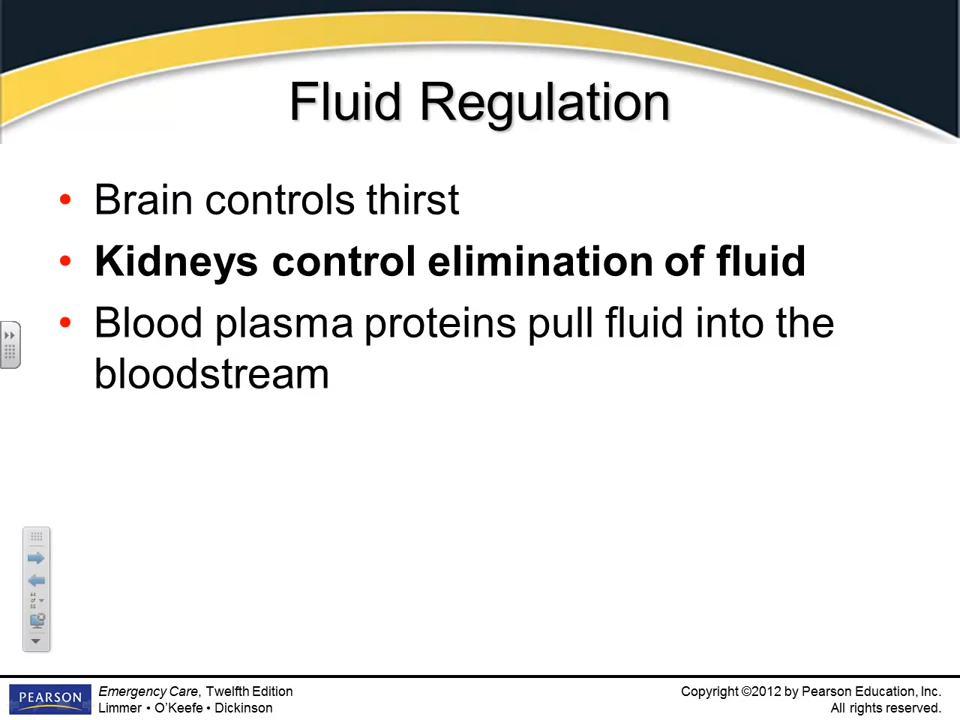 Fluid Regulation
• Brain controls thirst
• Kidneys control elimination of fluid
• Blood plasma proteins pull fluid into the
bloodstream
PEARSON
Emergency Care, Twelfth Edition
Limmer • O’Keefe • Dickinson
Copyright ©2012 by Pearson Education, Inc.
All rights reserved.